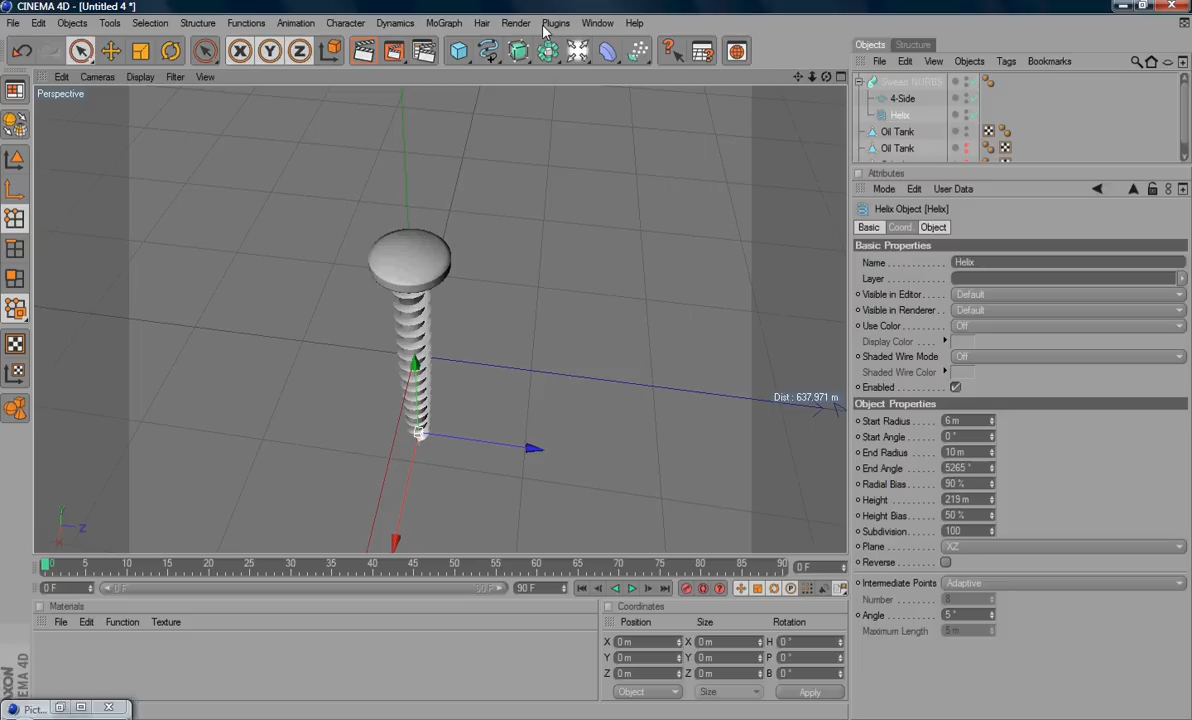 CINEMA 4D - [Untitled 4 *]
File Edit Objects Tools Selection Structure Functions Animation Character Dynamics MoGraph Hair Render Plugins Window Help
Edit Cameras Display Filter View
Perspective
Dist : 637.971 m
X Y Z
Y
Z
Objects Structure
File Edit View Objects Tags Bookmarks
Sweep NURBS
4-Side
Helix
Oil Tank
Oil Tank
Attributes
Mode Edit User Data
Helix Object [Helix]
Basic Coord. Object
Basic Properties
Name Helix
Layer
Visible in Editor Default
Visible in Renderer Default
Use Color Off
Display Color
Shaded Wire Mode Off
Shaded Wire Color
Enabled
Object Properties
Start Radius 6 m
Start Angle 0 °
End Radius 10 m
End Angle 5265 °
Radial Bias 90 %
Height 219 m
Height Bias 50 %
Subdivision 100
Plane XZ
Reverse
Intermediate Points Adaptive
Number 8
Angle 5 °
Maximum Length 5 m
0 5 10 15 20 25 30 35 40 45 50 55 60 65 70 75 80 85 90 0 F
0 F 0 F 90 F 90 F
Materials
File Edit Function Texture
Coordinates
Position Size Rotation
X 0 m X 0 m H 0 °
Y 0 m Y 0 m P 0 °
Z 0 m Z 0 m B 0 °
Object Size Apply
MAXON
CINEMA 4D
Pict...